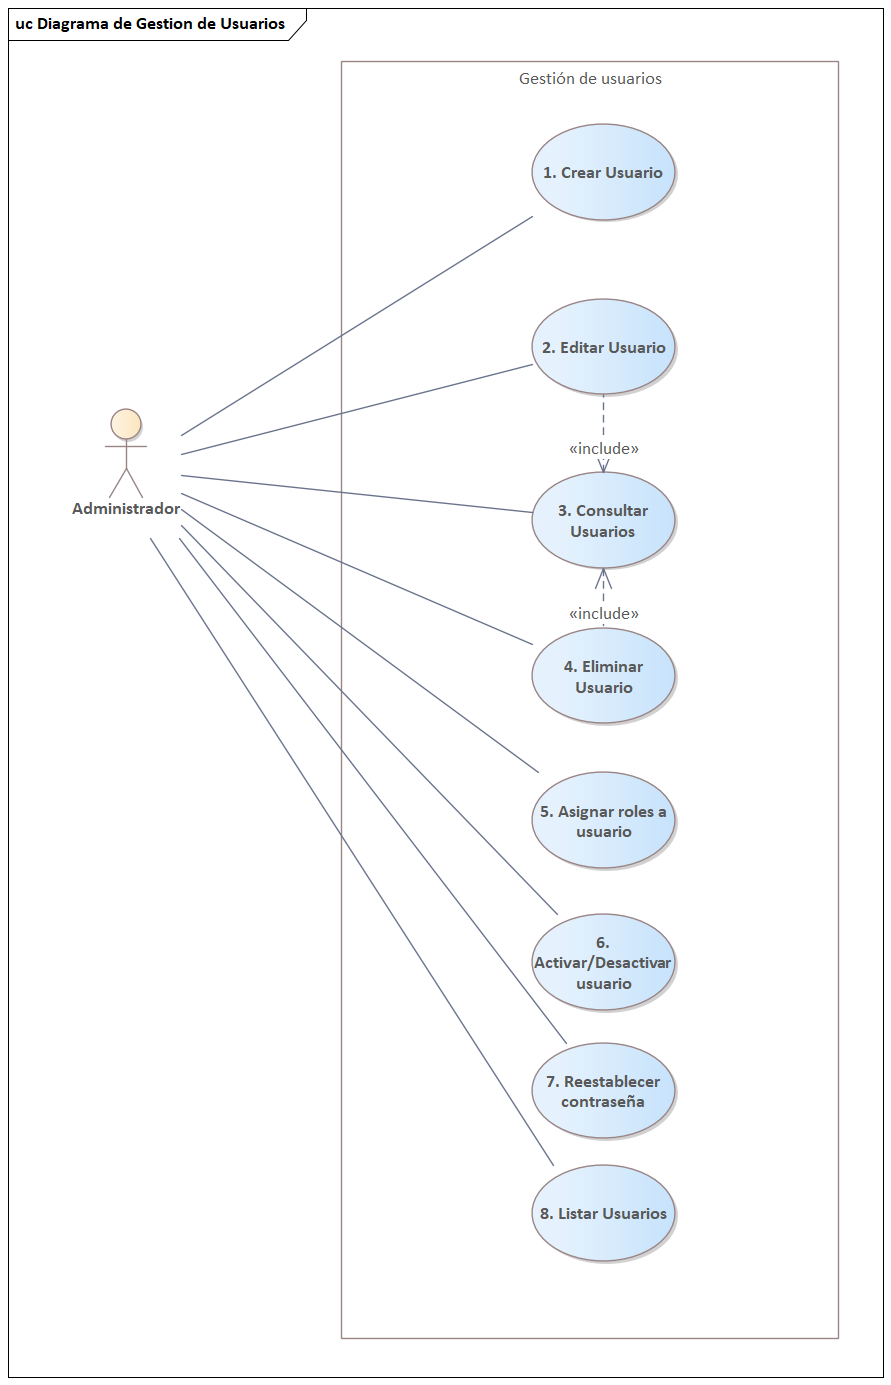 uc Diagrama de Gestion de Usuarios
Gestión de usuarios
1. Crear Usuario
2. Editar Usuario
«include»
3. Consultar
Usuarios
Administrador
«include»
4. Eliminar
Usuario
5. Asignar roles a
usuario
6.
Activar/Desactivar
usuario
7. Reestablecer
contraseña
8. Listar Usuarios